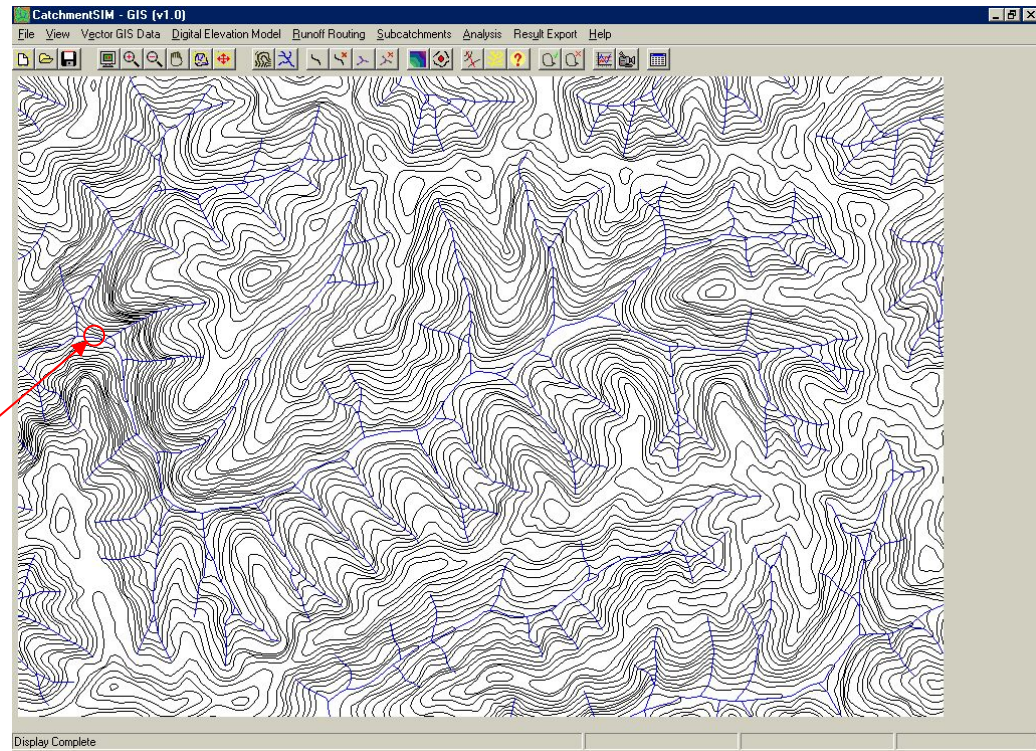 CatchmentSIM - GIS (v1.0)
File View Vector GIS Data Digital Elevation Model Runoff Routing Subcatchments Analysis Result Export Help
?
Display Complete